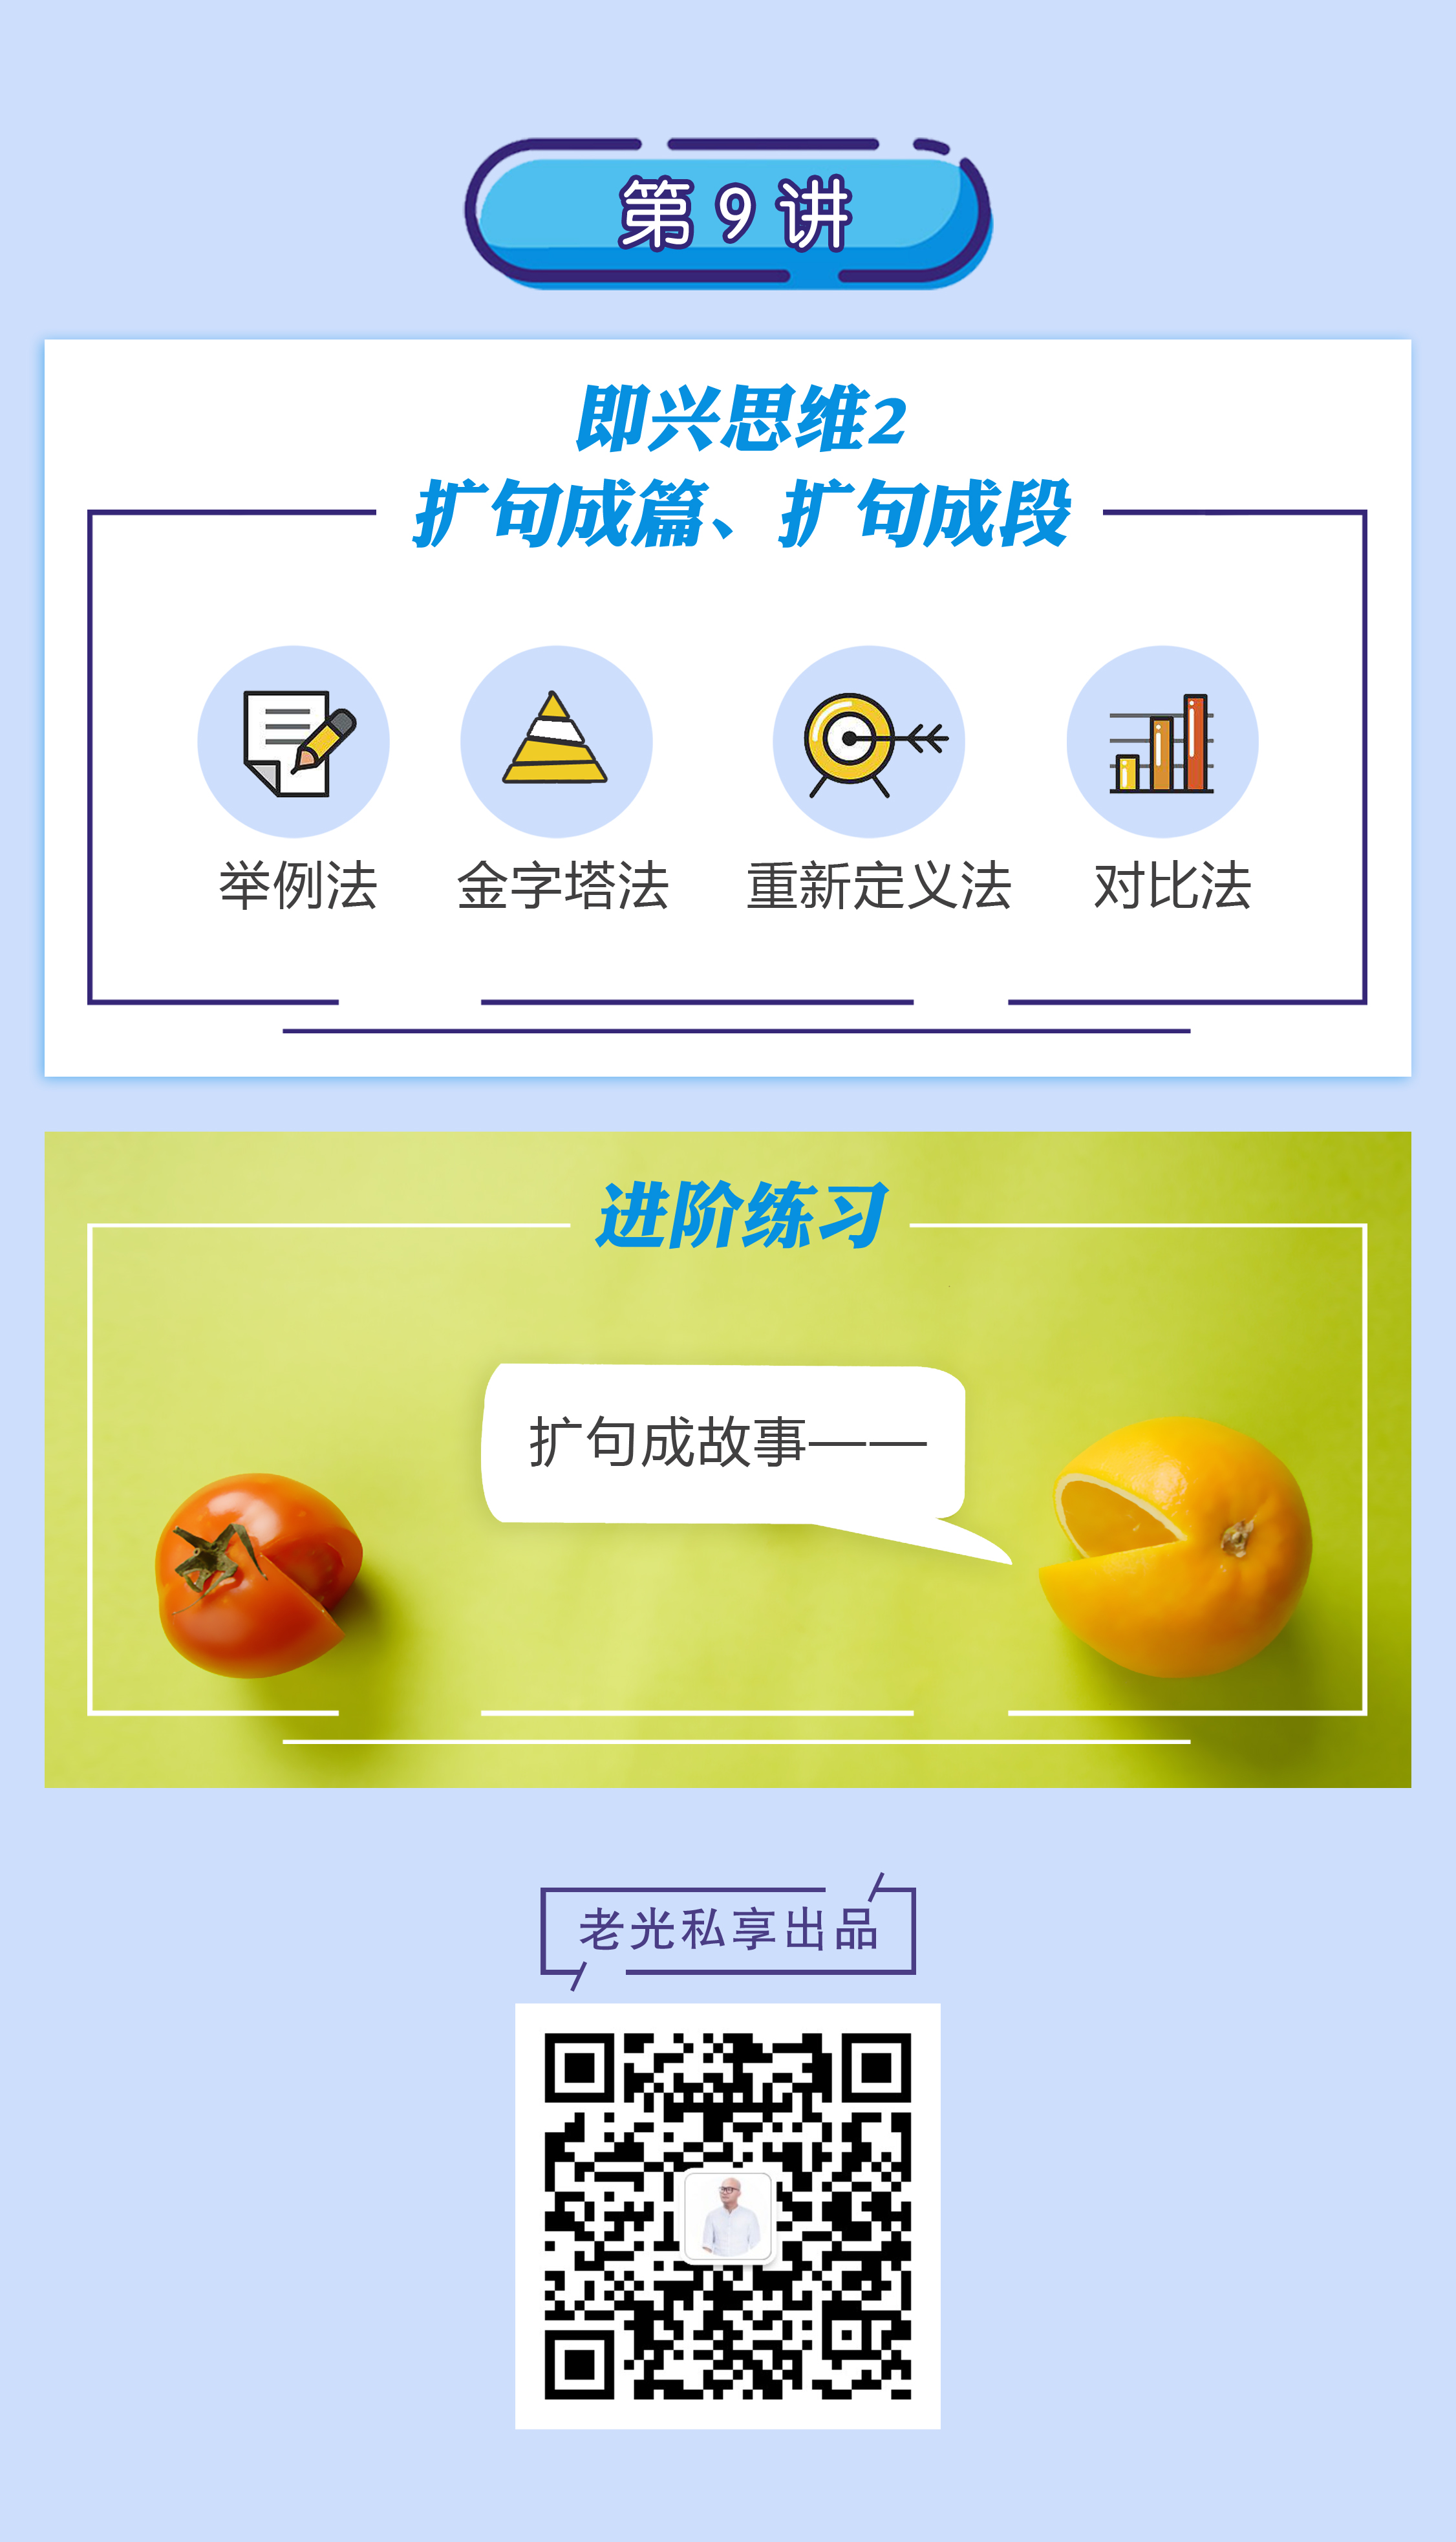 第9讲
即兴思维2
扩句成篇、扩句成段
举例法 金字塔法 重新定义法 对比法
进阶练习
扩句成故事——
老光私享出品